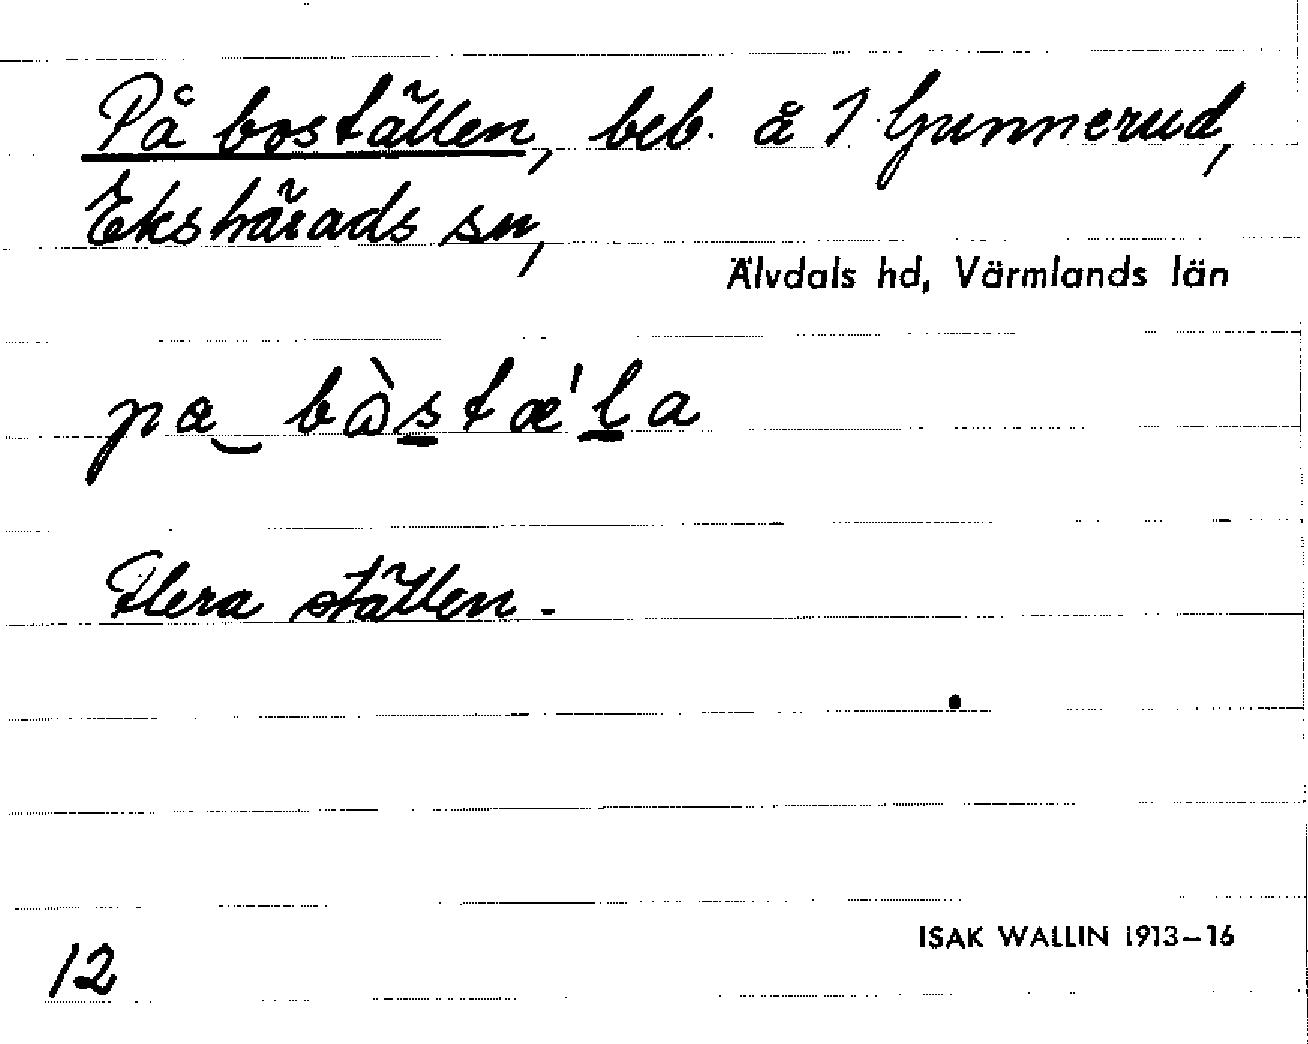 På boställen, beb. å 1 Gunnerud,
Ekshärads sn,
Älvdals hd, Värmlands län
pa‿ bòstæ'la
Flera ställen.
ISAK WALLIN 1913–16
12